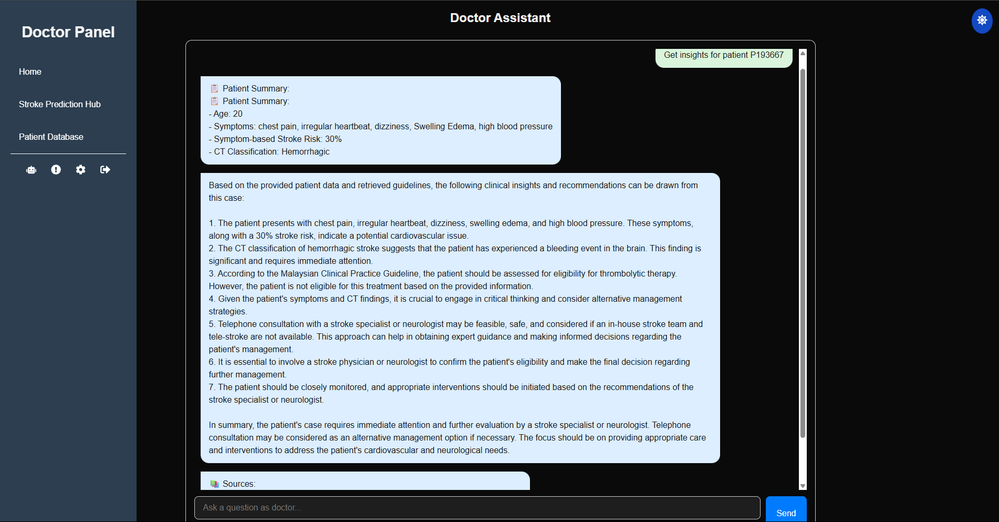 Doctor Panel
Home
Stroke Prediction Hub
Patient Database
Doctor Assistant
Get insights for patient P193667
Patient Summary:
Patient Summary:
- Age: 20
- Symptoms: chest pain, irregular heartbeat, dizziness, Swelling Edema, high blood pressure
- Symptom-based Stroke Risk: 30%
- CT Classification: Hemorrhagic
Based on the provided patient data and retrieved guidelines, the following clinical insights and recommendations can be drawn from
this case:
1. The patient presents with chest pain, irregular heartbeat, dizziness, swelling edema, and high blood pressure. These symptoms,
along with a 30% stroke risk, indicate a potential cardiovascular issue.
2. The CT classification of hemorrhagic stroke suggests that the patient has experienced a bleeding event in the brain. This finding is
significant and requires immediate attention.
3. According to the Malaysian Clinical Practice Guideline, the patient should be assessed for eligibility for thrombolytic therapy.
However, the patient is not eligible for this treatment based on the provided information.
4. Given the patient's symptoms and CT findings, it is crucial to engage in critical thinking and consider alternative management
strategies.
5. Telephone consultation with a stroke specialist or neurologist may be feasible, safe, and considered if an in-house stroke team and
tele-stroke are not available. This approach can help in obtaining expert guidance and making informed decisions regarding the
patient's management.
6. It is essential to involve a stroke physician or neurologist to confirm the patient's eligibility and make the final decision regarding
further management.
7. The patient should be closely monitored, and appropriate interventions should be initiated based on the recommendations of the
stroke specialist or neurologist.
In summary, the patient's case requires immediate attention and further evaluation by a stroke specialist or neurologist. Telephone
consultation may be considered as an alternative management option if necessary. The focus should be on providing appropriate care
and interventions to address the patient's cardiovascular and neurological needs.
Sources:
Ask a question as doctor...
Send